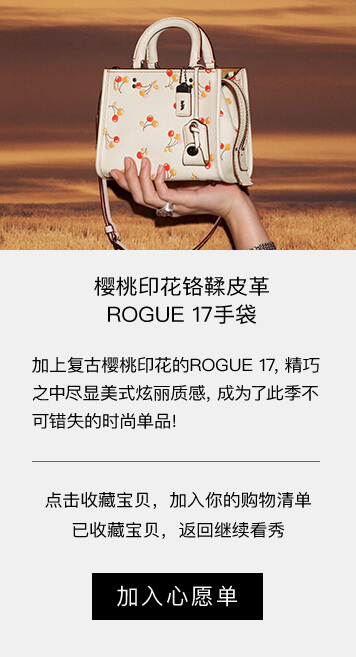 樱桃印花铬鞣皮革
ROGUE 17手袋
加上复古樱桃印花的ROGUE 17, 精巧
之中尽显美式炫丽质感, 成为了此季不
可错失的时尚单品!
点击收藏宝贝，加入你的购物清单
已收藏宝贝，返回继续看秀
加入心愿单